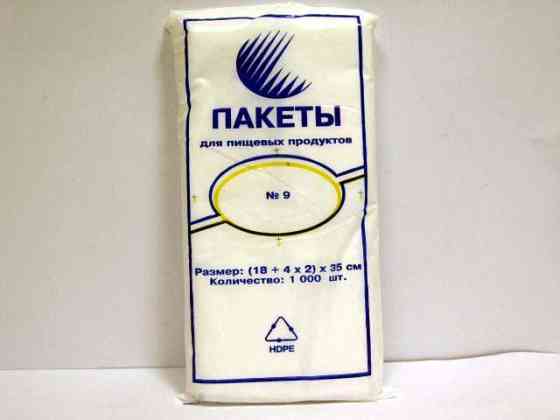 ПАКЕТЫ
для пищевых продуктов
№ 9
Размер: (18 + 4 x 2) x 35 см
Количество: 1 000 шт.
HDPE